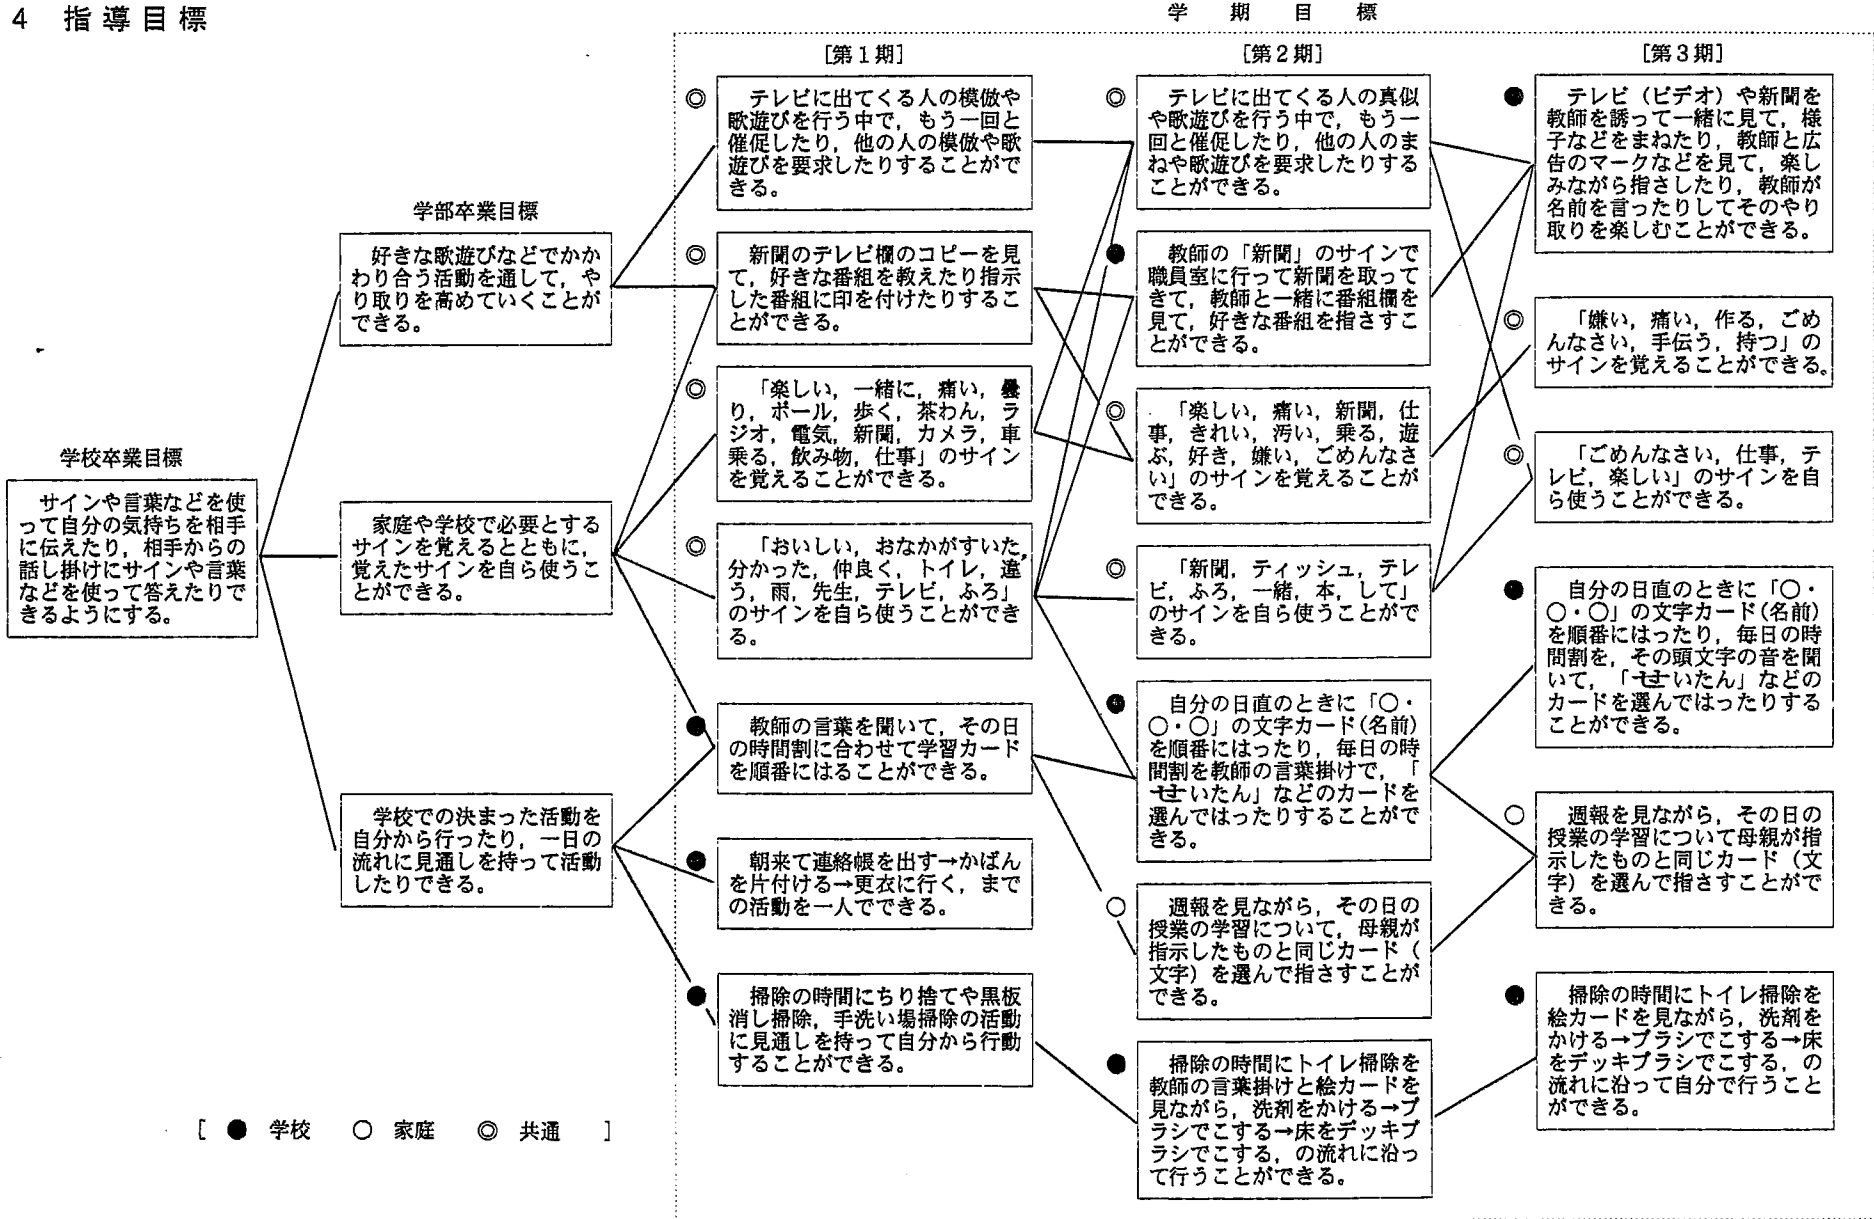 4 指導目標
学期目標
[第1期]
[第2期]
[第3期]
学校卒業目標
サインや言葉などを使
って自分の気持ちを相手
に伝えたり，相手からの
話し掛けにサインや言葉
などを使って答えたりで
きるようにする。
学部卒業目標
好きな歌遊びなどでかか
わり合う活動を通して，や
り取りを高めていくことが
できる。
家庭や学校で必要とする
サインを覚えるとともに，
覚えたサインを自ら使うこ
とができる。
学校での決まった活動を
自分から行ったり，一日の
流れに見通しを持って活動
したりできる。
◎
テレビに出てくる人の模倣や
歌遊びを行う中で，もう一回と
催促したり，他の人の模倣や歌
遊びを要求したりすることがで
きる。
◎
新聞のテレビ欄のコピーを見
て，好きな番組を教えたり指示
した番組に印を付けたりするこ
とができる。
◎
「楽しい，一緒に，痛い，曇
り，ボール，歩く，茶わん，ラ
ジオ，電気，新聞，カメラ，車
乗る，飲み物，仕事」のサイン
を覚えることができる。
◎
「おいしい，おなかがすいた，
分かった，仲良く，トイレ，違
う，雨，先生，テレビ，ふろ」
のサインを自ら使うことができ
る。
●
教師の言葉を聞いて，その日
の時間割に合わせて学習カード
を順番にはることができる。
●
朝来て連絡帳を出す→かばん
を片付ける→更衣に行く，まで
の活動を一人でできる。
●
掃除の時間にちり捨てや黒板
消し掃除，手洗い場掃除の活動
に見通しを持って自分から行動
することができる。
◎
テレビに出てくる人の真似
や歌遊びを行う中で，もう一
回と催促したり，他の人のま
ねや歌遊びを要求したりする
ことができる。
●
教師の「新聞」のサインで
職員室に行って新聞を取って
きて，教師と一緒に番組欄を
見て，好きな番組を指さすこ
とができる。
◎
「楽しい，痛い，新聞，仕
事，きれい，汚い，乗る，遊
ぶ，好き，嫌い，ごめんなさ
い」のサインを覚えることが
できる。
◎
「新聞，ティッシュ，テレ
ビ，ふろ，一緒，本，して」
のサインを自ら使うことがで
きる。
●
自分の日直のときに「〇・
〇・〇」の文字カード(名前)
を順番にはったり，毎日の時
間割を教師の言葉掛けで，「
せいたん」などのカードを
選んではったりすることがで
きる。
○
週報を見ながら，その日の
授業の学習について，母親が
指示したものと同じカード（
文字）を選んで指さすことが
できる。
●
掃除の時間にトイレ掃除を
教師の言葉掛けと絵カードを
見ながら，洗剤をかける→ブ
ラシでこする→床をデッキブ
ラシでこする，の流れに沿っ
て行うことができる。
●
テレビ（ビデオ）や新聞を
教師を誘って一緒に見て，様
子などをまねたり，教師と広
告のマークなどを見て，楽し
みながら指さしたり，教師が
名前を言ったりしてそのやり
取りを楽しむことができる。
◎
「嫌い，痛い，作る，ごめ
んなさい，手伝う，持つ」の
サインを覚えることができる。
◎
「ごめんなさい，仕事，テ
レビ，楽しい」のサインを自
ら使うことができる。
●
自分の日直のときに「〇・
〇・〇」の文字カード(名前)
を順番にはったり，毎日の時
間割を，その頭文字の音を聞
いて，「せいたん」などの
カードを選んではったりする
ことができる。
○
週報を見ながら，その日の
授業の学習について母親が指
示したものと同じカード（文
字）を選んで指さすことがで
きる。
●
掃除の時間にトイレ掃除を
絵カードを見ながら，洗剤を
かける→ブラシでこする→床
をデッキブラシでこする，の
流れに沿って自分で行うこと
ができる。
[ ● 学校 ○ 家庭 ◎ 共通 ]